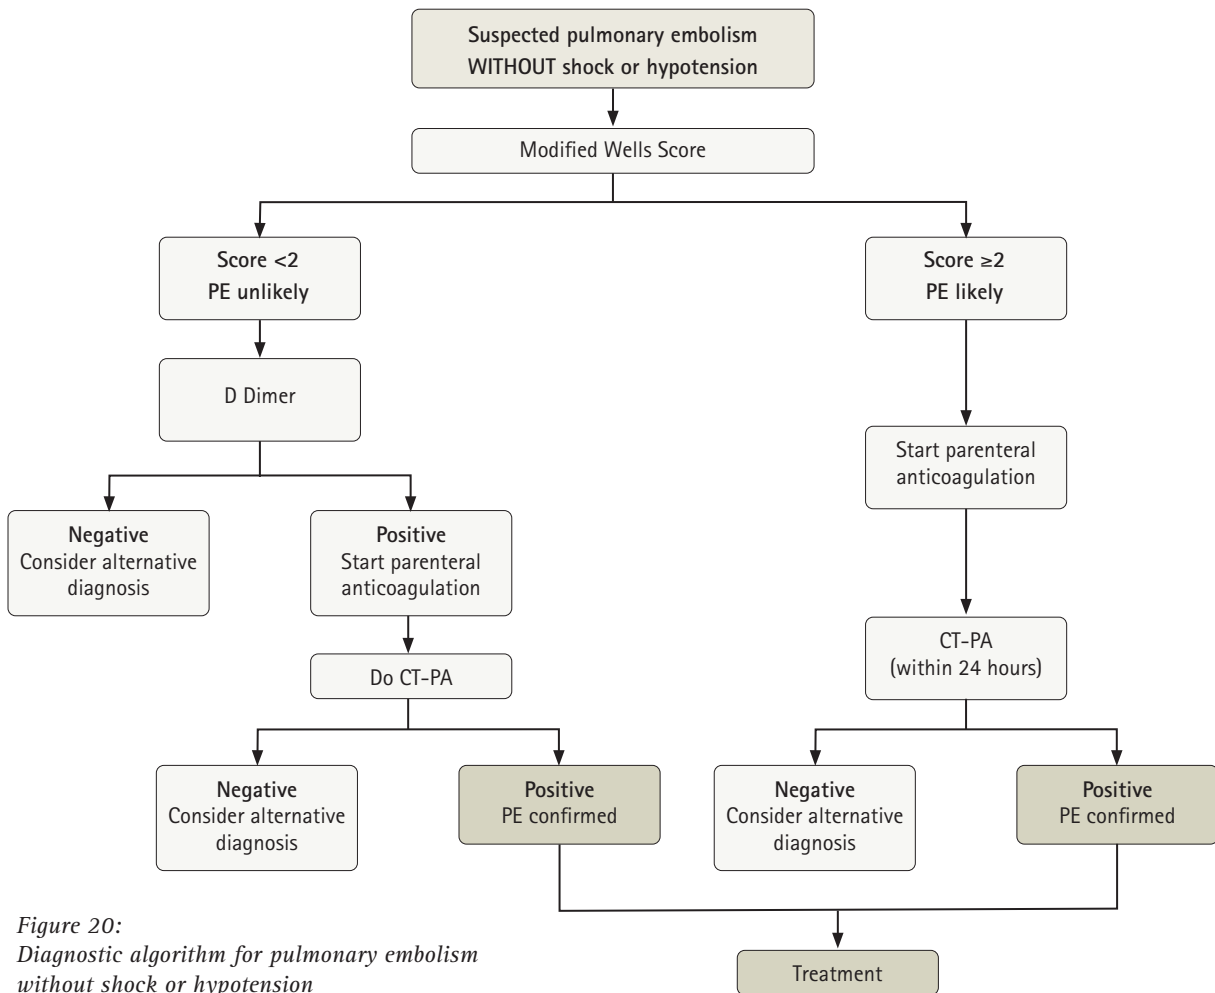 Suspected pulmonary embolism
WITHOUT shock or hypotension
Modified Wells Score
Score <2
PE unlikely
Score ≥2
PE likely
D Dimer
Start parenteral
anticoagulation
Negative
Consider alternative
diagnosis
Positive
Start parenteral
anticoagulation
CT-PA
(within 24 hours)
Do CT-PA
Negative
Consider alternative
diagnosis
Positive
PE confirmed
Negative
Consider alternative
diagnosis
Positive
PE confirmed
Figure 20:
Diagnostic algorithm for pulmonary embolism
without shock or hypotension
Treatment